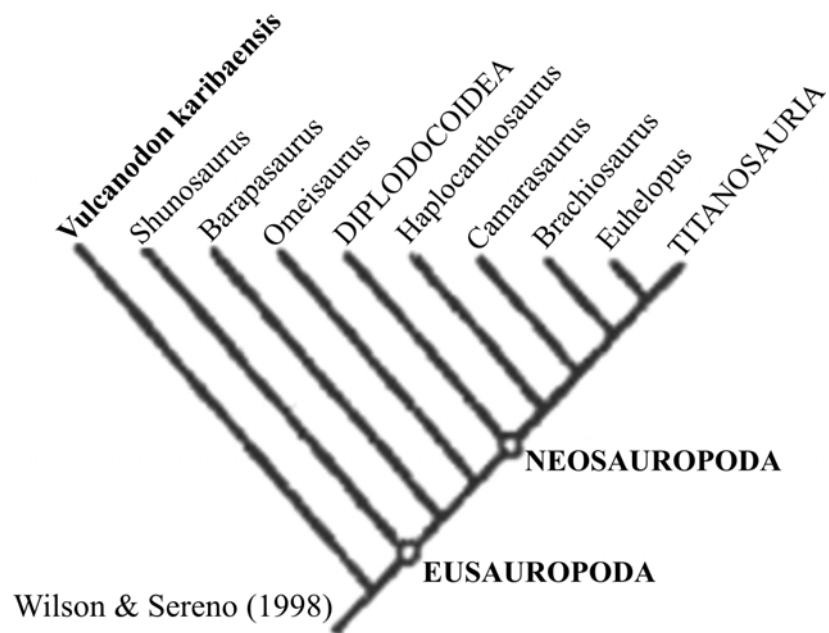 Vulcanodon karibaensis
Shunosaurus
Barapasaurus
Omeisaurus
DIPLODOCOIDEA
Haplocanthosaurus
Camarasaurus
Brachiosaurus
Euhelopus
TITANOSAURIA
NEOSAUROPODA
EUSAUROPODA
Wilson & Sereno (1998)